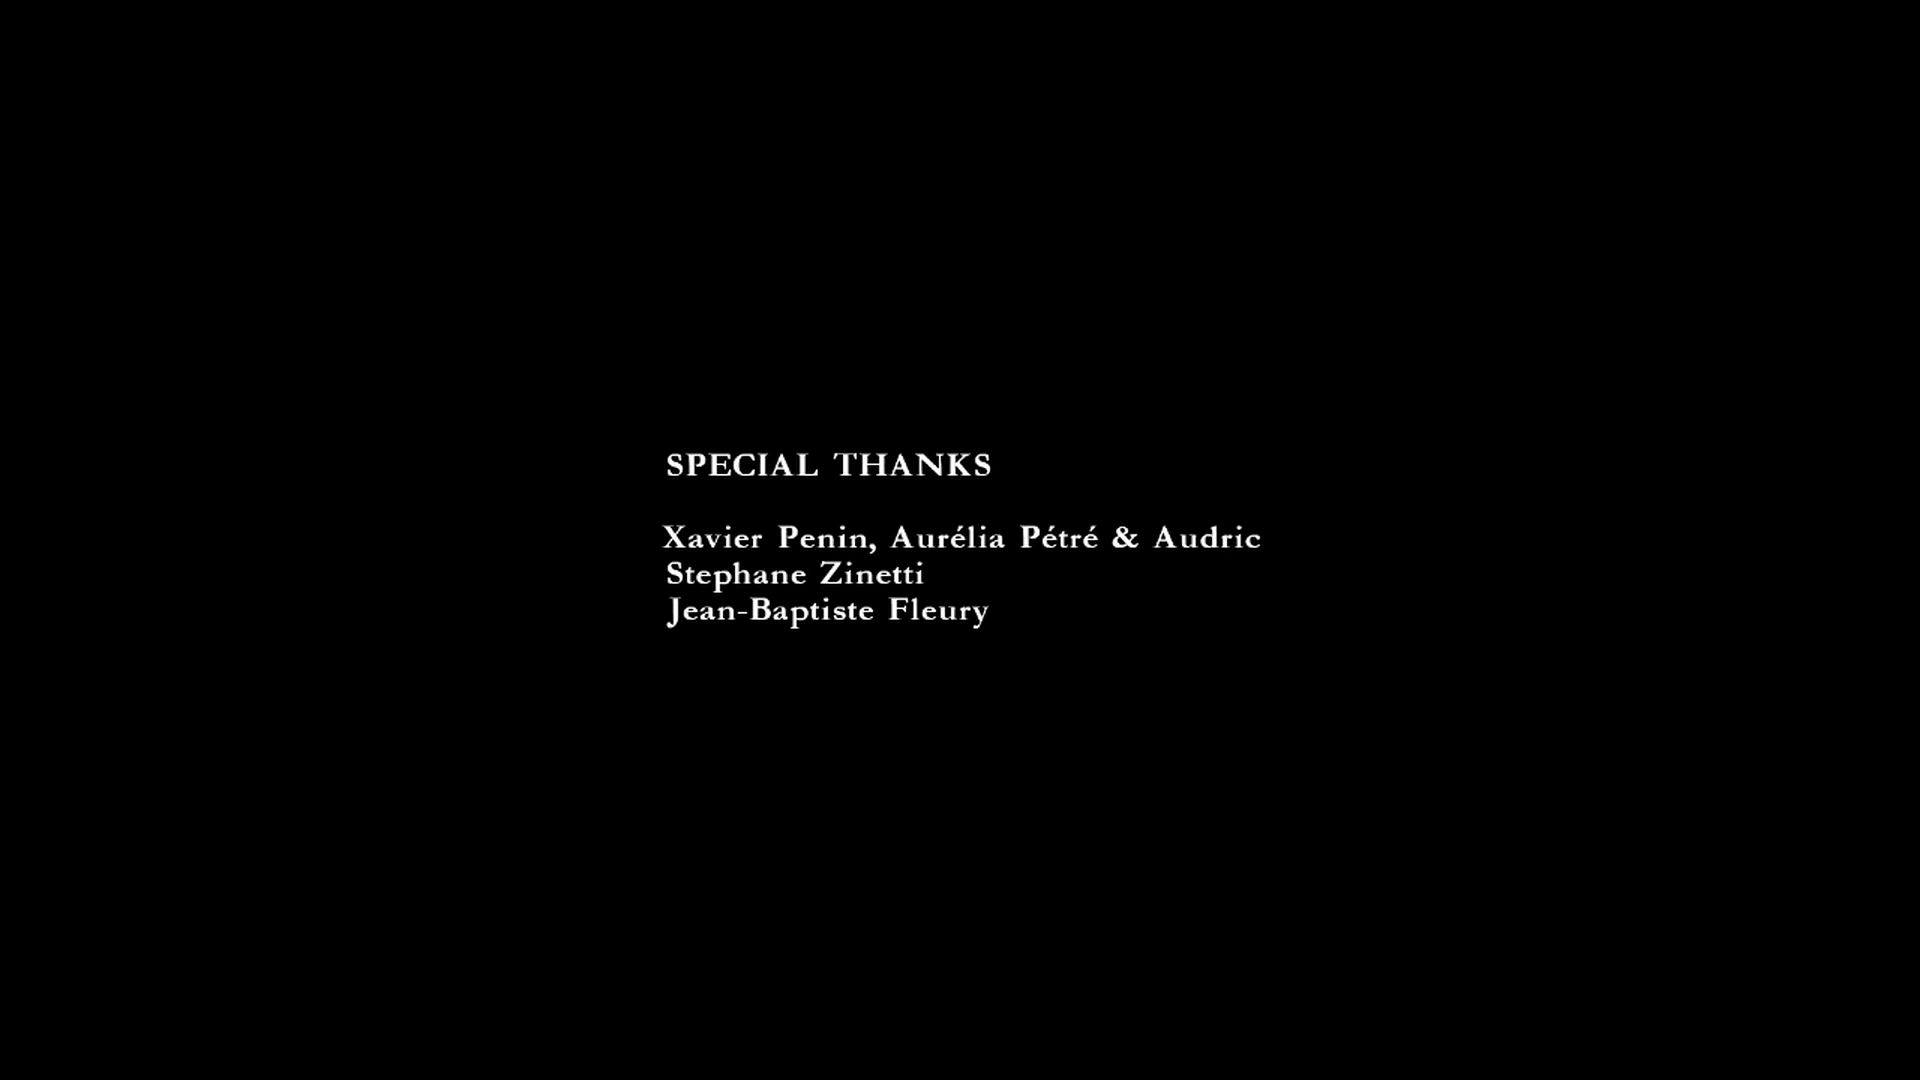 SPECIAL THANKS
Xavier Penin, Aurélia Pétré & Audric
Stephane Zinetti
Jean-Baptiste Fleury